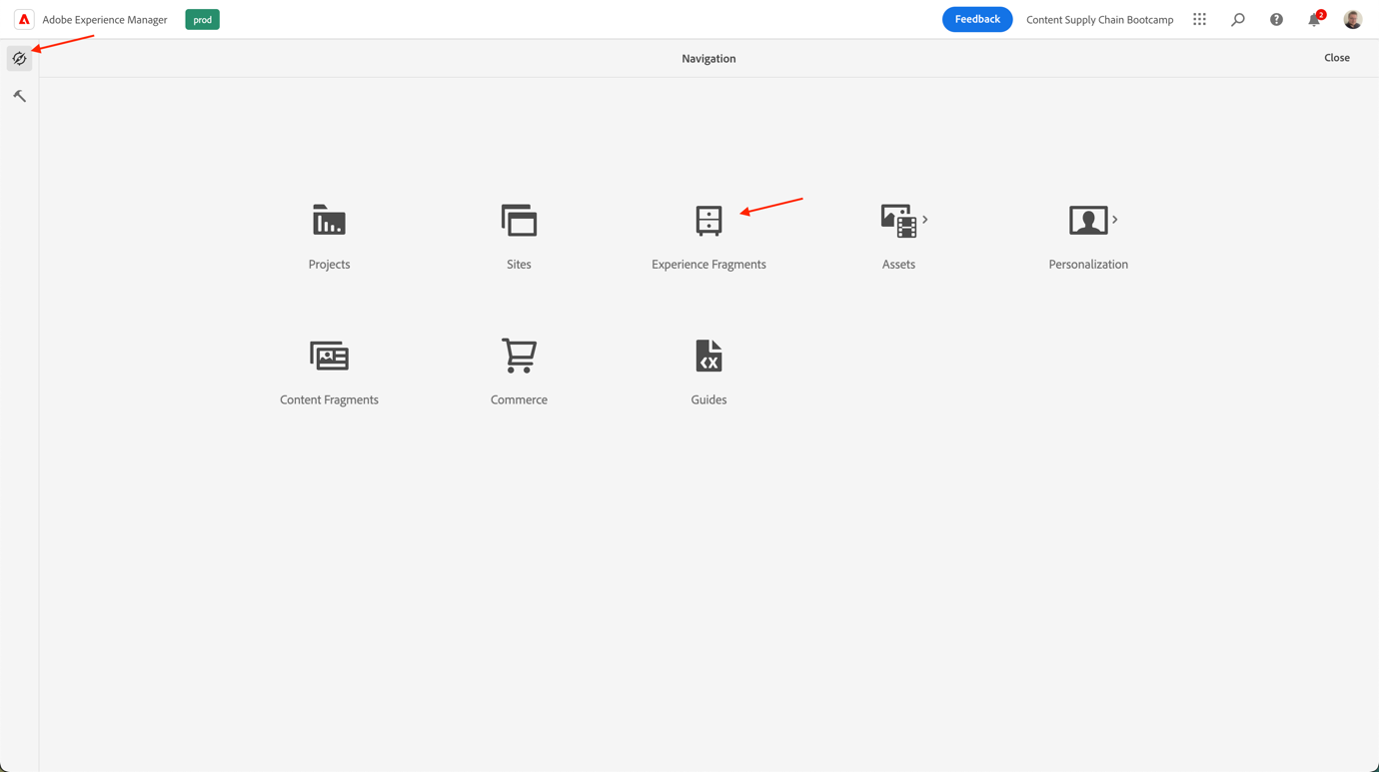 Adobe Experience Manager prod Feedback Content Supply Chain Bootcamp 2
Navigation Close
Projects Sites Experience Fragments Assets Personalization
Content Fragments Commerce Guides